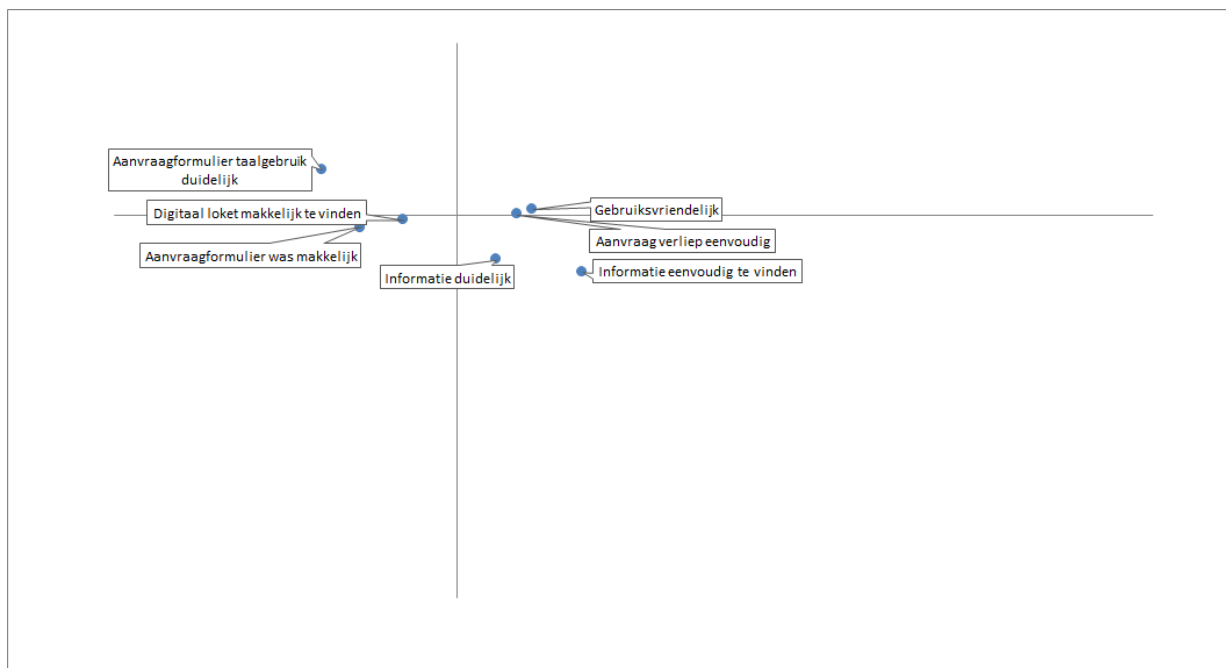 Aanvraagformulier taalgebruik
duidelijk
Digitaal loket makkelijk te vinden
Gebruiksvriendelijk
Aanvraag verliep eenvoudig
Aanvraagformulier was makkelijk
Informatie duidelijk
Informatie eenvoudig te vinden